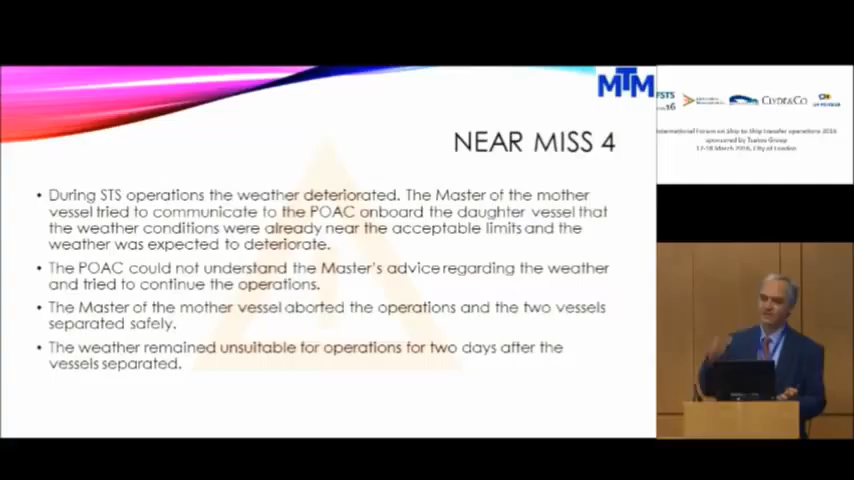 MTM
NEAR MISS 4
• During STS operations the weather deteriorated. The Master of the mother
vessel tried to communicate to the POAC onboard the daughter vessel that
the weather conditions were already near the acceptable limits and the
weather was expected to deteriorate.
• The POAC could not understand the Master's advice regarding the weather
and tried to continue the operations.
• The Master of the mother vessel aborted the operations and the two vessels
separated safely.
• The weather remained unsuitable for operations for two days after the
vessels separated.
CLYDE&CO
International Forum on Ship to Ship transfer operations 2016
sponsored by
Group
17-18 March 2016, City of London